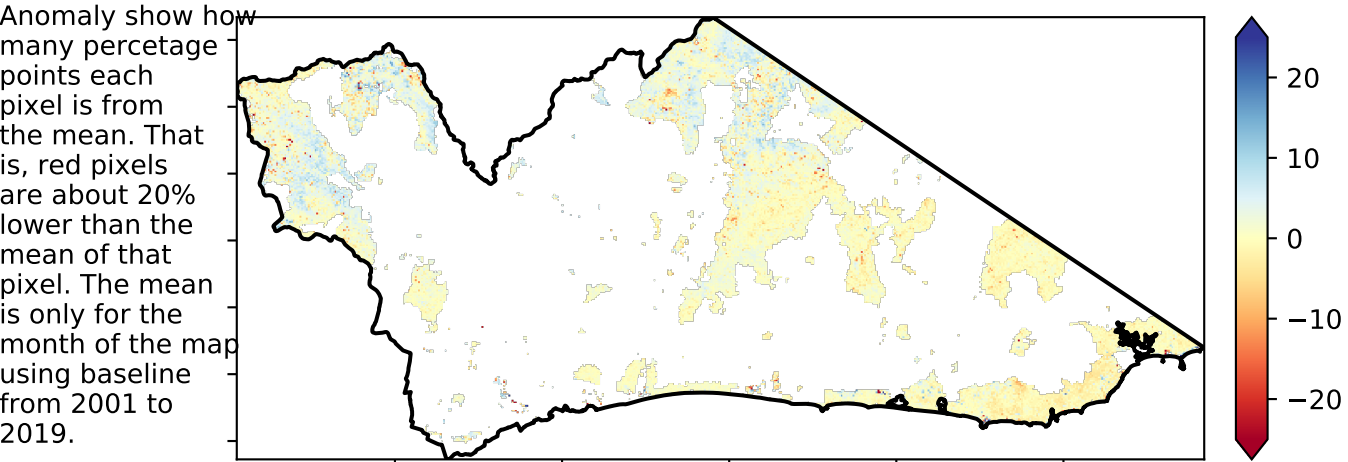 Anomaly show how
many percetage
points each
pixel is from
the mean. That
is, red pixels
are about 20%
lower than the
mean of that
pixel. The mean
is only for the
month of the map
using baseline
from 2001 to
2019.
20
10
0
−10
−20